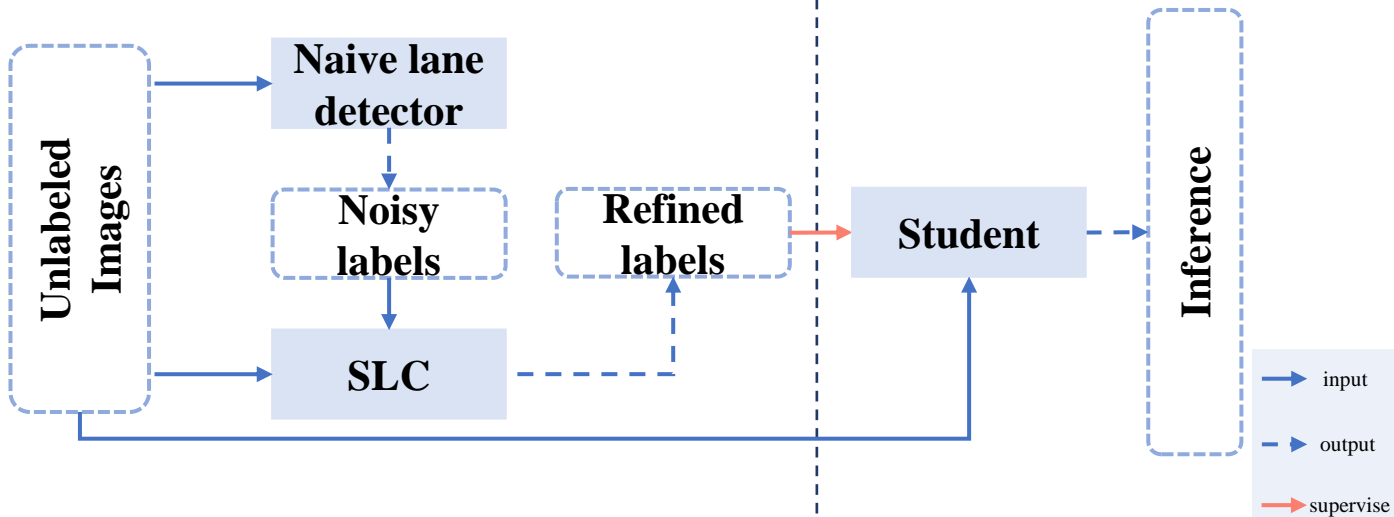 Unlabeled
Images
Naive lane
detector
Noisy
labels
SLC
Refined
labels
Student
Inference
input
output
supervise